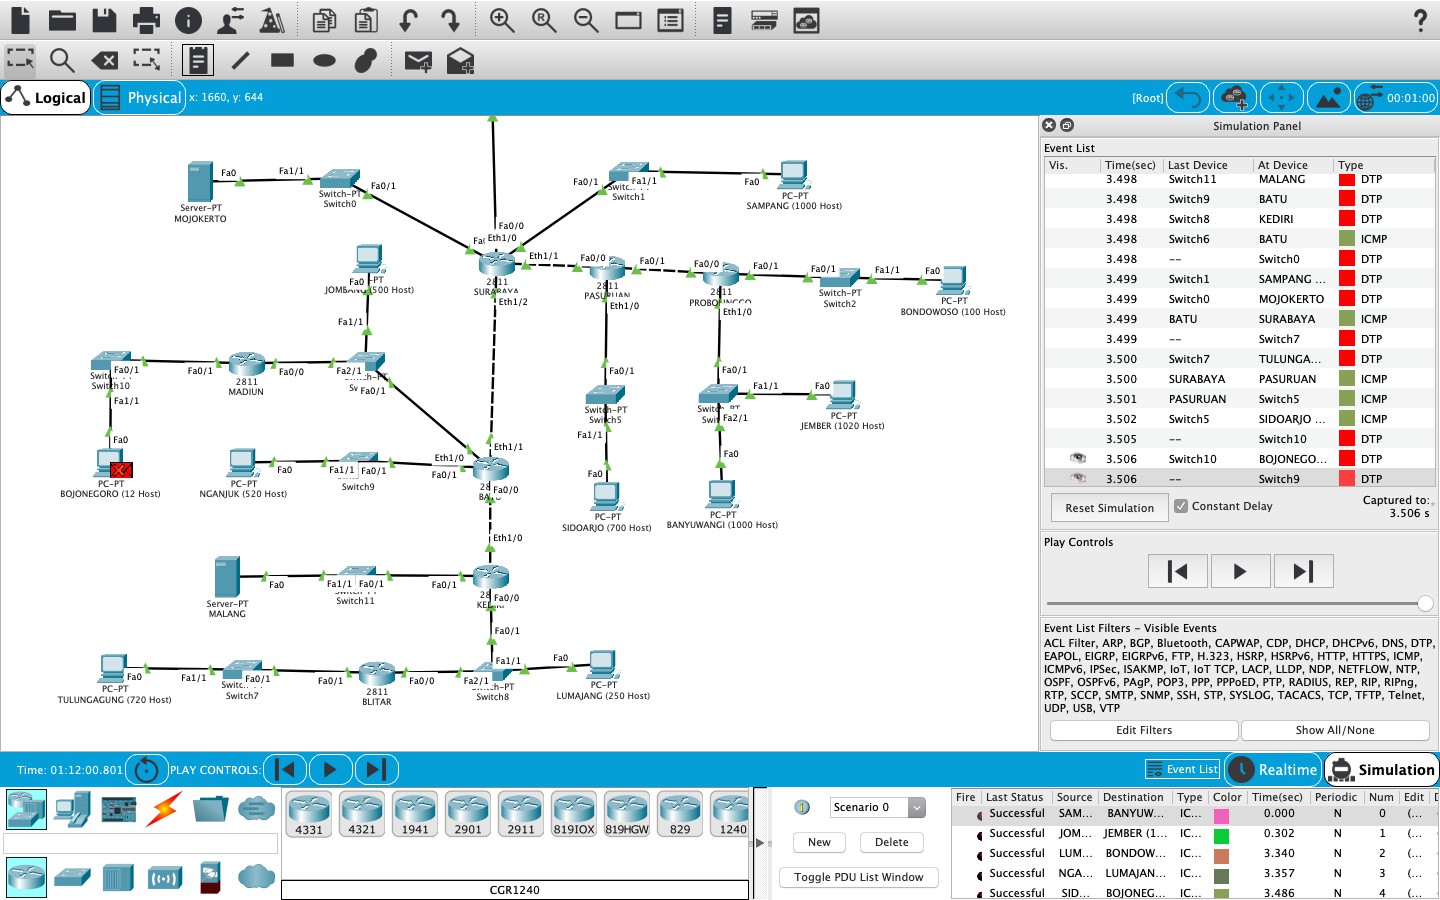 ?
Logical
Physical
x: 1660, y: 644
[Root]
00:01:00
Fa0
Fa1/1
Fa0/1
Switch-PT
Switch0
Server-PT
MOJOKERTO
Fa0/1
Fa1/1
Switch1
Fa0
PC-PT
SAMPANG (1000 Host)
Fa0/0
Eth1/0
Eth1/1
2811
Eth1/2
Fa0
JOMBANG (500 Host)
Fa1/1
Fa0/0
Fa0/1
2811
PASURUAN
Eth1/0
Fa0/0
Fa0/1
2811
PROBOLINGGO
Eth1/0
Fa0/1
Fa1/1
Switch-PT
Switch2
Fa0
PC-PT
BONDOWOSO (100 Host)
Fa0/1
Switch10
Fa1/1
Fa0/1
Fa0/0
2811
MADIUN
Fa2/1
Fa0/1
Fa0
PC-PT
BOJONEGORO (12 Host)
Fa0/1
Switch-PT
Switch5
Fa1/1
Fa0
PC-PT
SIDOARJO (700 Host)
Fa0/1
Fa1/1
Fa2/1
Fa0
PC-PT
JEMBER (1020 Host)
Fa0
PC-PT
BANYUWANGI (1000 Host)
PC-PT
NGANJUK (520 Host)
Fa0
Fa1/1
Fa0/1
Switch9
Eth1/0
Fa0/1
Eth1/1
Fa0/0
Eth1/0
Server-PT
MALANG
Fa0
Fa1/1
Fa0/1
Switch11
Fa0/1
Fa0/0
Fa0/1
PC-PT
TULUNGAGUNG (720 Host)
Fa0
Fa1/1
Fa0/1
Switch7
Fa0/1
Fa0/0
2811
BLITAR
Fa1/1
Fa2/1
Switch-PT
Switch8
Fa0
PC-PT
LUMAJANG (250 Host)
Simulation Panel
Event List
Vis. Time(sec) Last Device At Device Type
3.498 Switch11 MALANG DTP
3.498 Switch9 BATU DTP
3.498 Switch8 KEDIRI DTP
3.498 Switch6 BATU ICMP
3.498 -- Switch0 DTP
3.499 Switch1 SAMPANG ... DTP
3.499 Switch0 MOJOKERTO DTP
3.499 BATU SURABAYA ICMP
3.499 -- Switch7 DTP
3.500 Switch7 TULUNGA... DTP
3.500 SURABAYA PASURUAN ICMP
3.501 PASURUAN Switch5 ICMP
3.502 Switch5 SIDOARJO ... ICMP
3.505 -- Switch10 DTP
3.506 Switch10 BOJONEGO... DTP
3.506 -- Switch9 DTP
Reset Simulation
Constant Delay
Captured to:
3.506 s
Play Controls
Event List Filters - Visible Events
ACL Filter, ARP, BGP, Bluetooth, CAPWAP, CDP, DHCP, DHCPv6, DNS, DTP,
EAPOL, EIGRP, EIGRPv6, FTP, H.323, HSRP, HSRPv6, HTTP, HTTPS, ICMP,
ICMPv6, IPSec, ISAKMP, IoT, IoT TCP, LACP, LLDP, NDP, NETFLOW, NTP,
OSPF, OSPFv6, PAgP, POP3, PPP, PPPoED, PTP, RADIUS, REP, RIP, RIPng,
RTP, SCCP, SMTP, SNMP, SSH, STP, SYSLOG, TACACS, TCP, TFTP, Telnet,
UDP, USB, VTP
Edit Filters
Show All/None
Time: 01:12:00.801
PLAY CONTROLS:
Event List
Realtime
Simulation
4331
4321
1941
2901
2911
819IOX
819HGW
829
1240
CGR1240
Scenario 0
New
Delete
Toggle PDU List Window
Fire Last Status Source Destination Type Color Time(sec) Periodic Num Edit
Successful SAM... BANYUW... IC... 0.000 N 0 (...
Successful JOM... JEMBER (1... IC... 0.302 N 1 (...
Successful LUM... BONDOW... IC... 3.340 N 2 (...
Successful NGA... LUMAJAN... IC... 3.357 N 3 (...
Successful SID... BOJONEG... IC... 3.486 N 4 (...